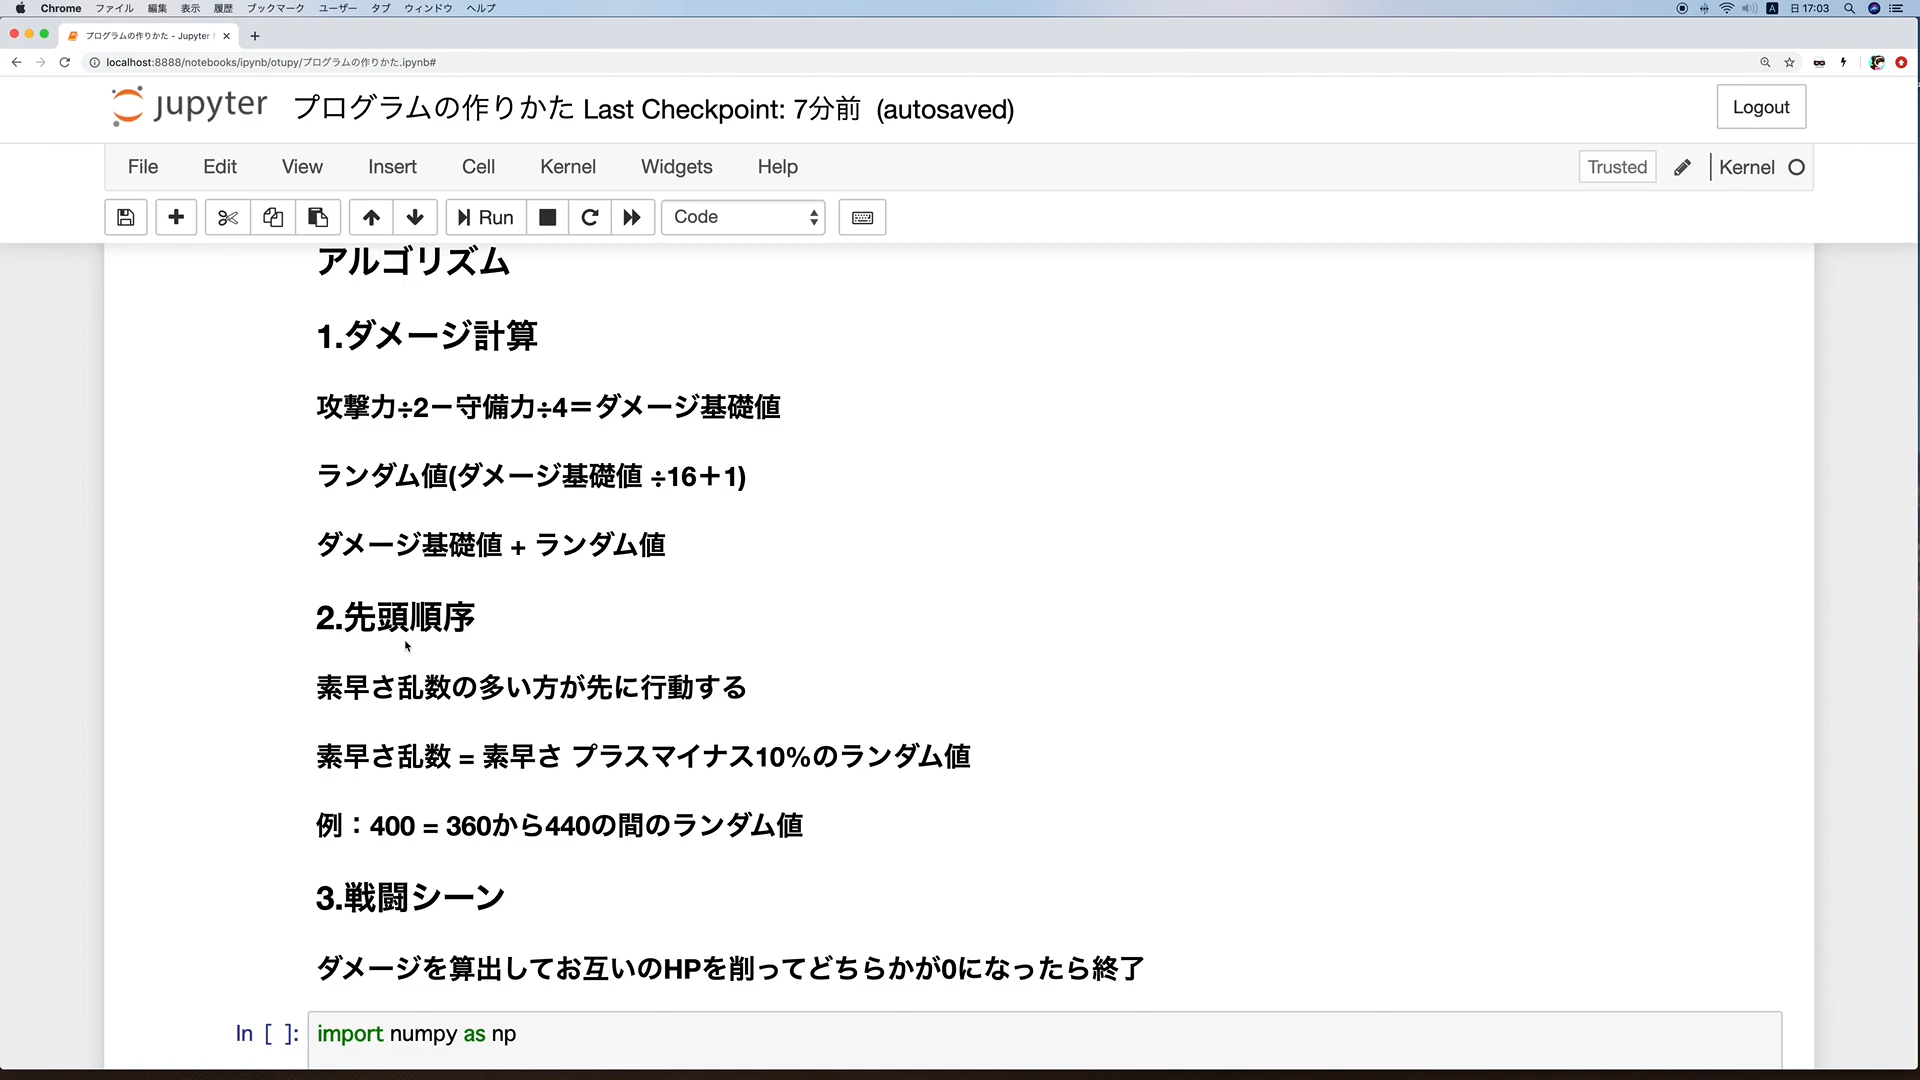 Chrome ファイル 編集 表示 履歴 ブックマーク ユーザー タブ ウィンドウ ヘルプ A 日 17:03
プログラムの作りかた - Jupyter
localhost:8888/notebooks/ipynb/otupy/プログラムの作りかた.ipynb#
jupyter プログラムの作りかた Last Checkpoint: 7分前 (autosaved) Logout
File Edit View Insert Cell Kernel Widgets Help Trusted Kernel
Run Code
アルゴリズム
1.ダメージ計算
攻撃力÷2－守備力÷4＝ダメージ基礎値
ランダム値(ダメージ基礎値 ÷16＋1)
ダメージ基礎値 + ランダム値
2.先頭順序
素早さ乱数の多い方が先に行動する
素早さ乱数 = 素早さ プラスマイナス10%のランダム値
例：400 = 360から440の間のランダム値
3.戦闘シーン
ダメージを算出してお互いのHPを削ってどちらかが0になったら終了
In [ ]: import numpy as np